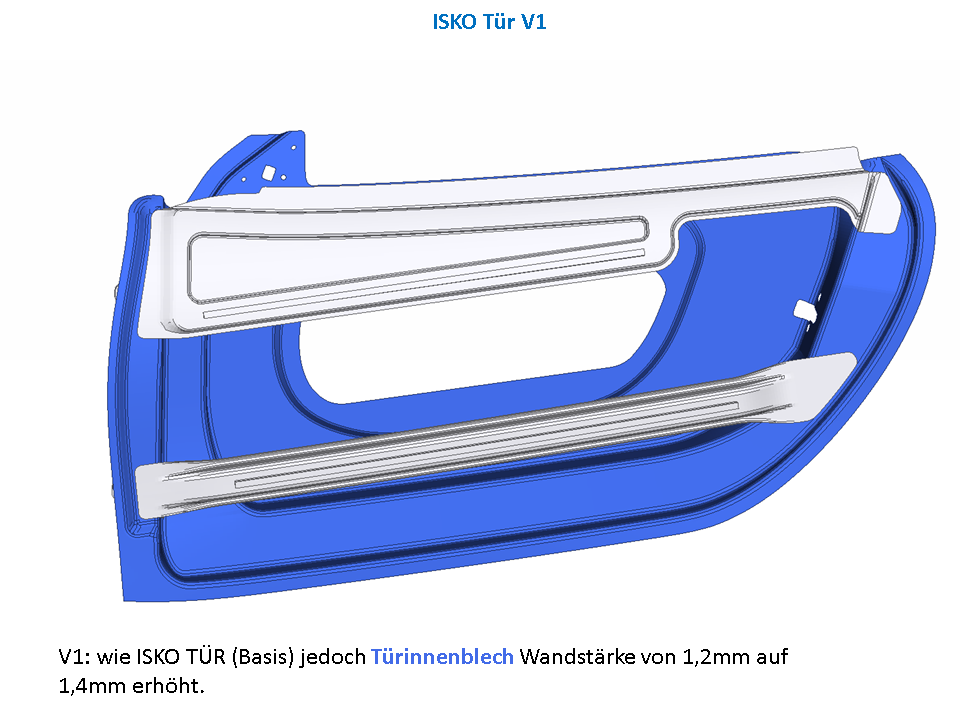 ISKO Tür V1
V1: wie ISKO TÜR (Basis) jedoch Türinnenblech Wandstärke von 1,2mm auf
1,4mm erhöht.